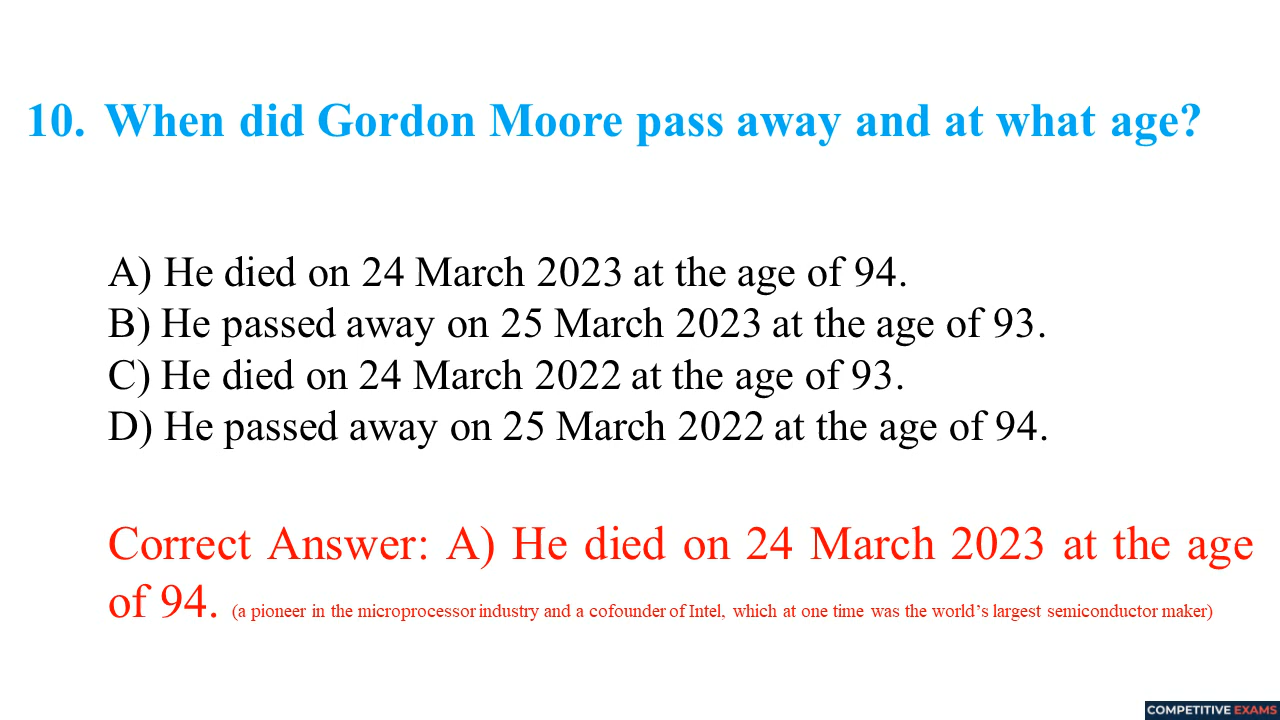 10. When did Gordon Moore pass away and at what age?
A) He died on 24 March 2023 at the age of 94.
B) He passed away on 25 March 2023 at the age of 93.
C) He died on 24 March 2022 at the age of 93.
D) He passed away on 25 March 2022 at the age of 94.
Correct Answer: A) He died on 24 March 2023 at the age
of 94. (a pioneer in the microprocessor industry and a cofounder of Intel, which at one time was the world’s largest semiconductor maker)
COMPETITIVE EXAMS